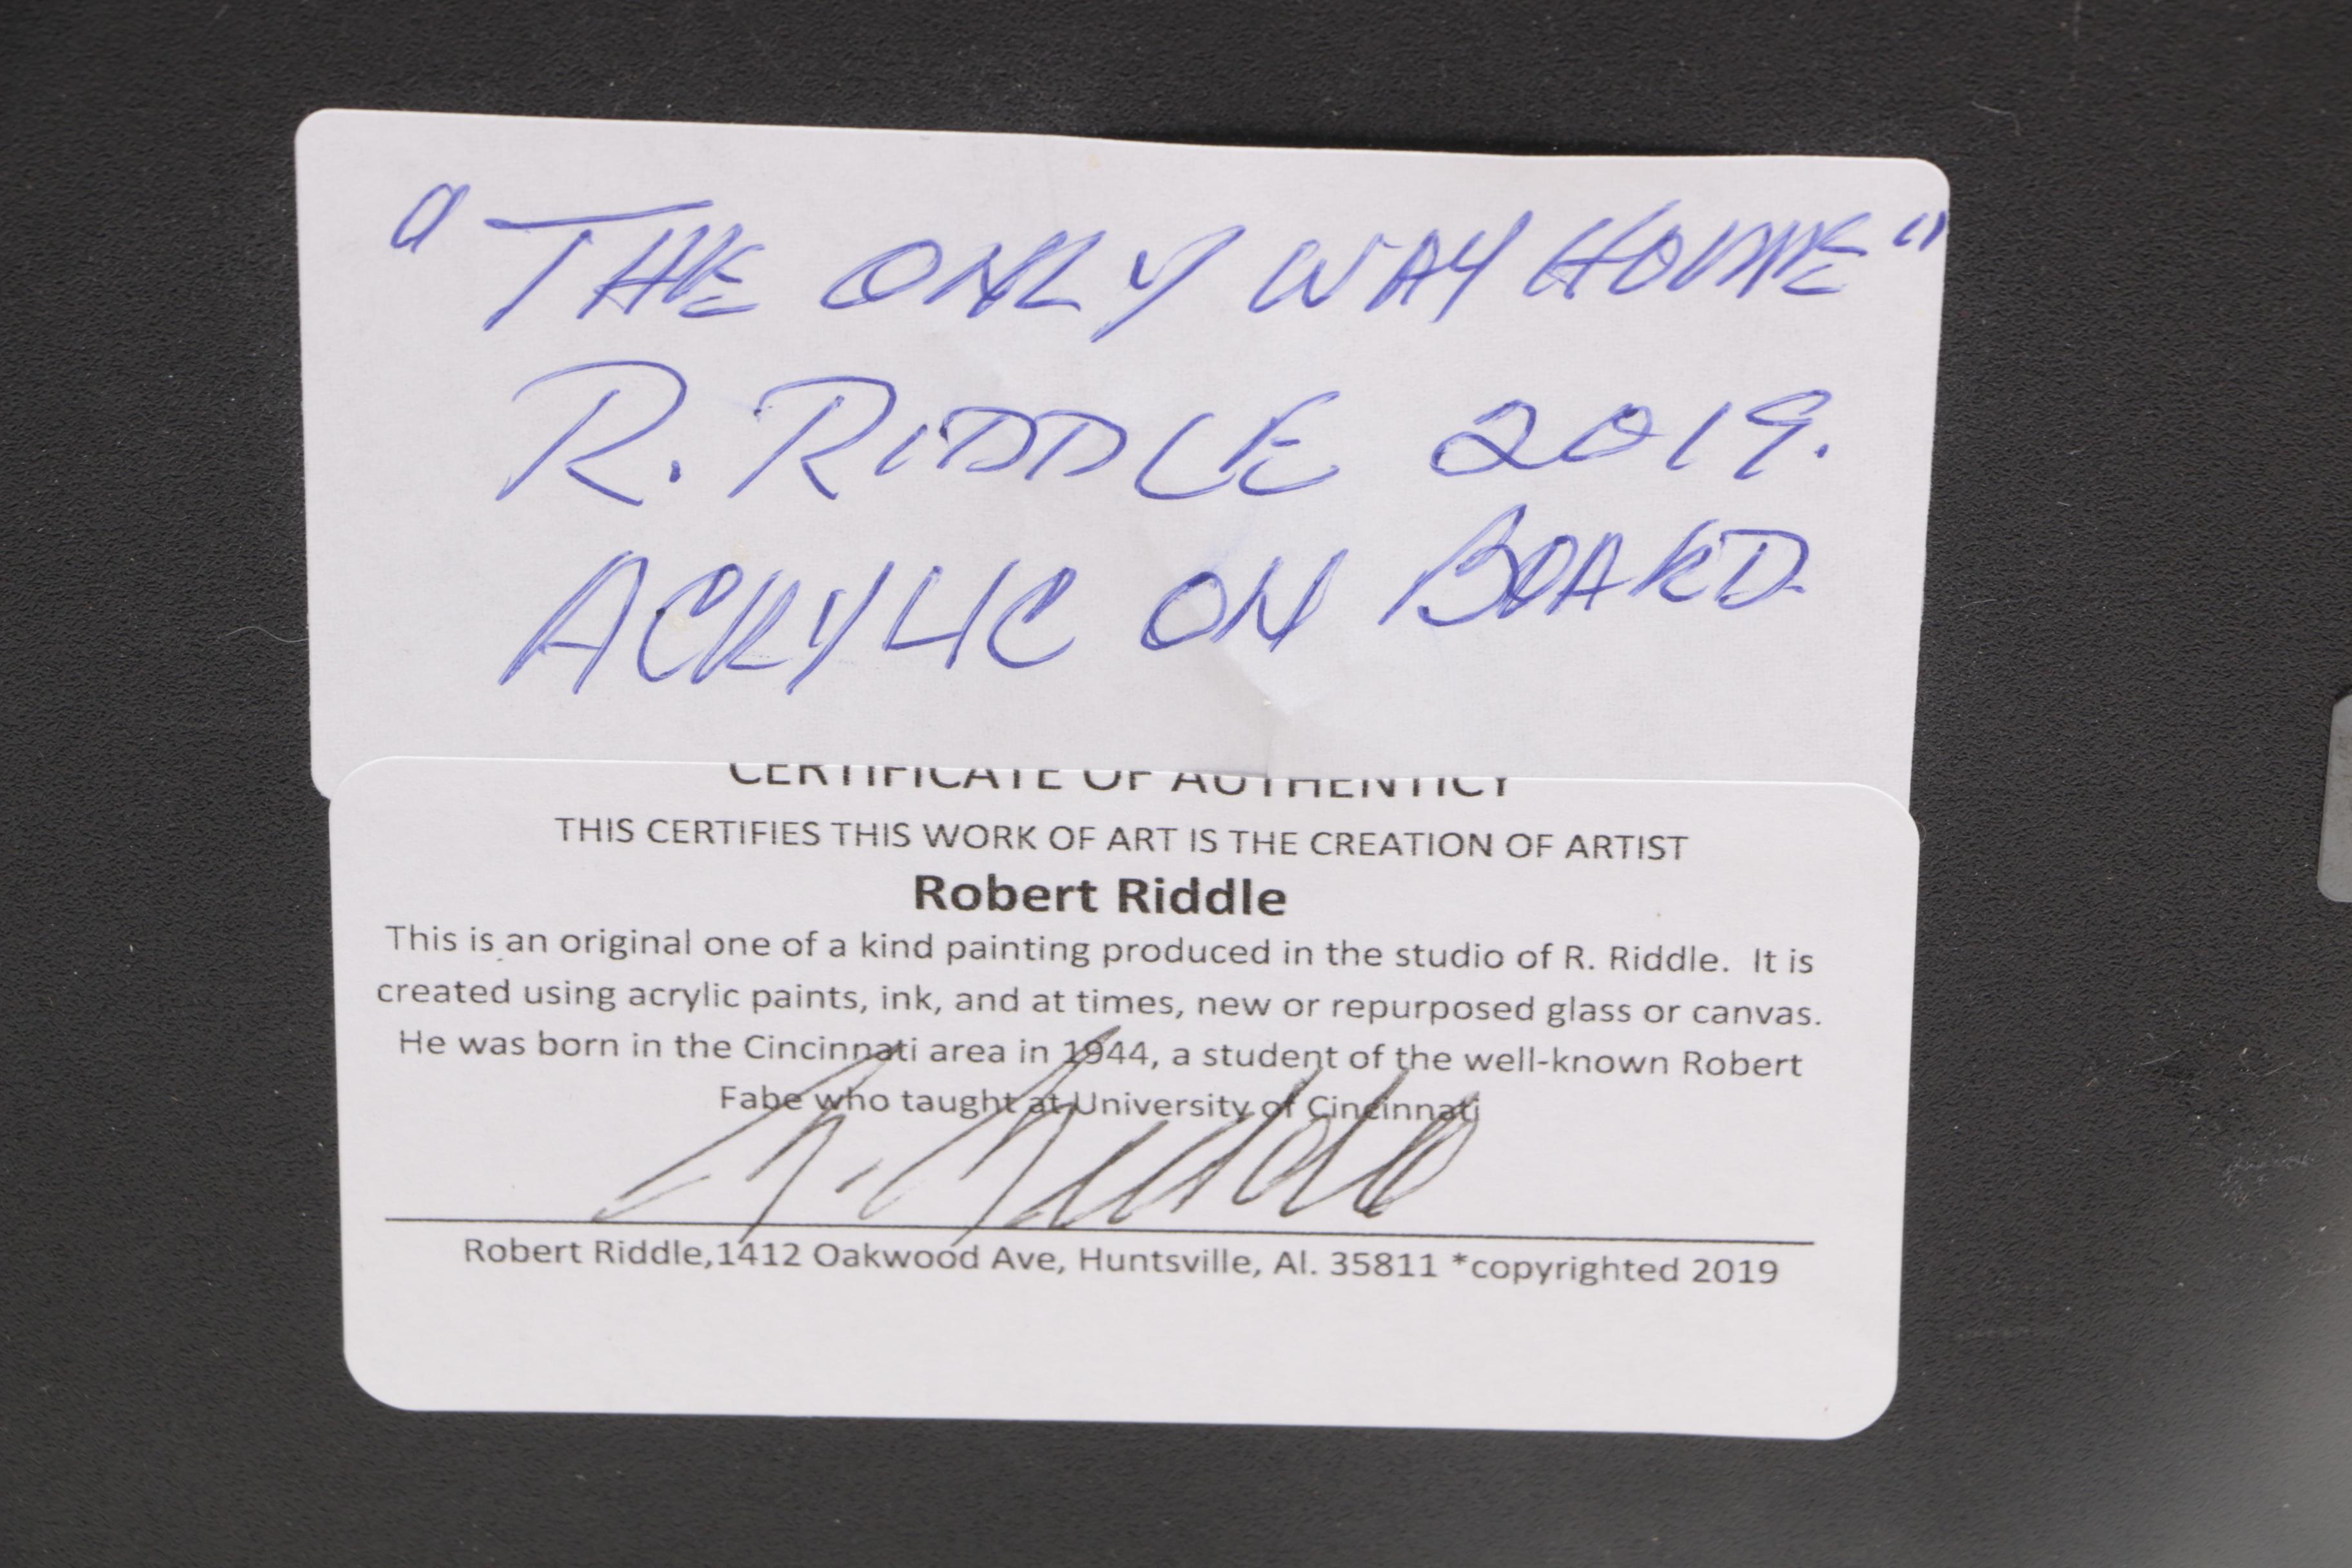 "THE ONLY WAY HOME"
R. RIDDLE 2019.
ACRYLIC ON BOARD.
CERTIFICATE OF AUTHENTICY
THIS CERTIFIES THIS WORK OF ART IS THE CREATION OF ARTIST
Robert Riddle
This is an original one of a kind painting produced in the studio of R. Riddle. It is
created using acrylic paints, ink, and at times, new or repurposed glass or canvas.
He was born in the Cincinnati area in 1944, a student of the well-known Robert
Fabe who taught at University of Cincinnati
R. Riddle
Robert Riddle,1412 Oakwood Ave, Huntsville, Al. 35811 *copyrighted 2019